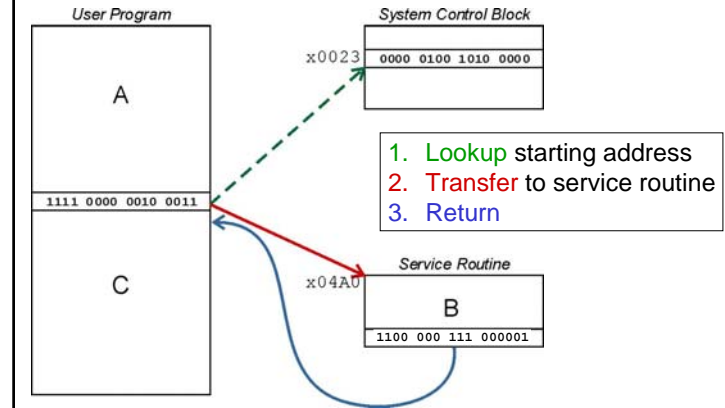 User Program
System Control Block
x0023
0000 0100 1010 0000
A
1. Lookup starting address
2. Transfer to service routine
3. Return
1111 0000 0010 0011
Service Routine
x04A0
C
B
1100 000 111 000001